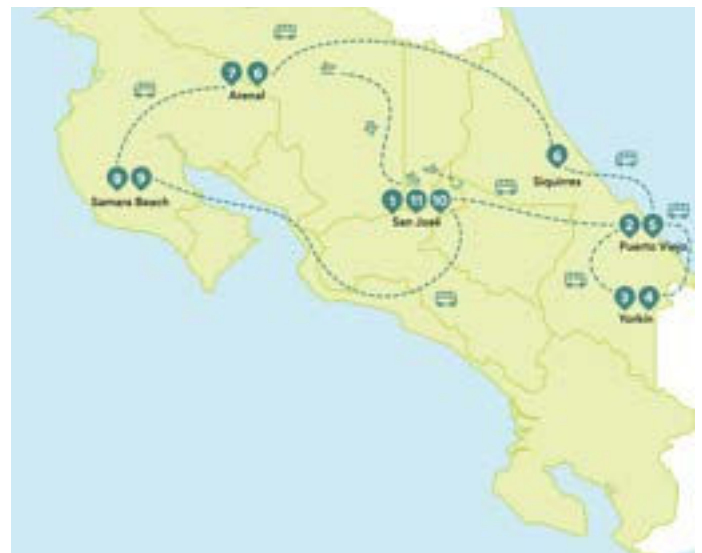 7 6
Arenal
6
Siquirres
8 9
Samara Beach
1 11 10
San José
2 5
Puerto Viejo
3 4
Yorkin